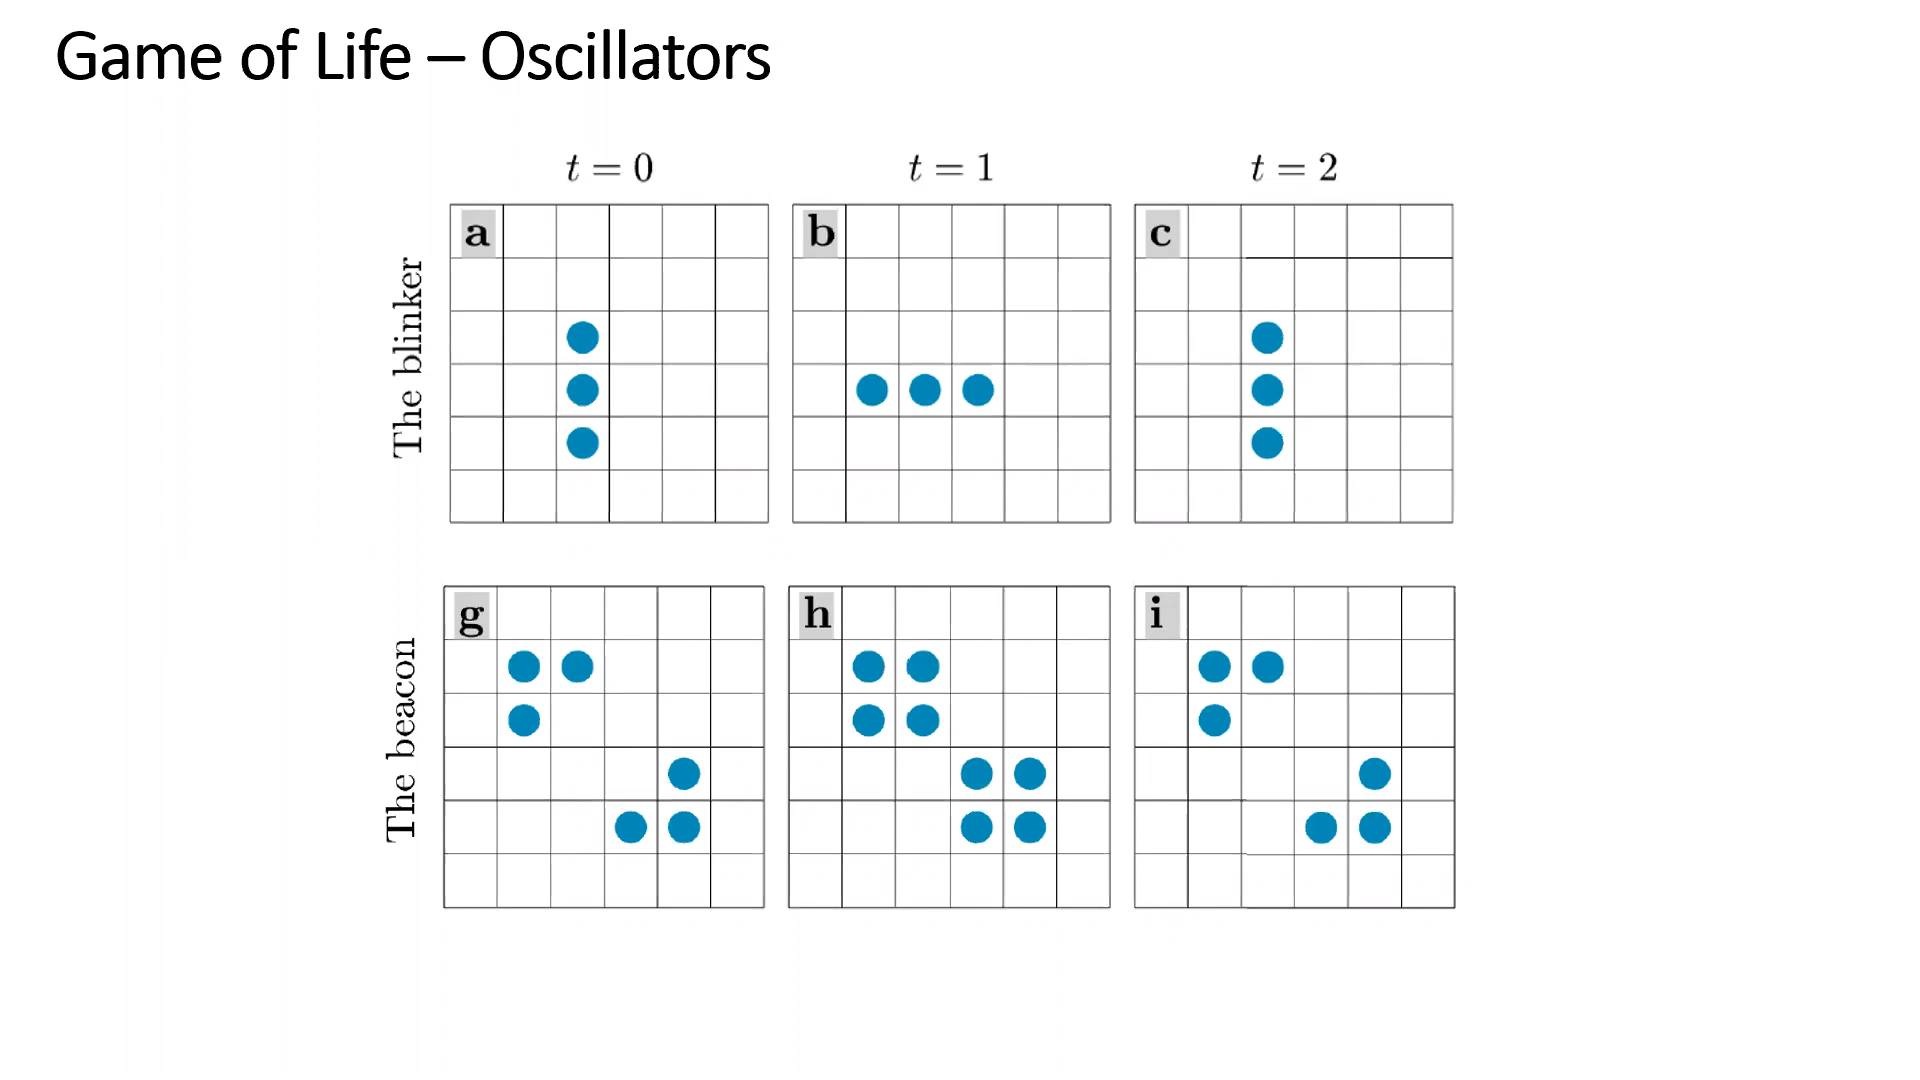 Game of Life – Oscillators
t = 0
t = 1
t = 2
The blinker
a
b
c
The beacon
g
h
i